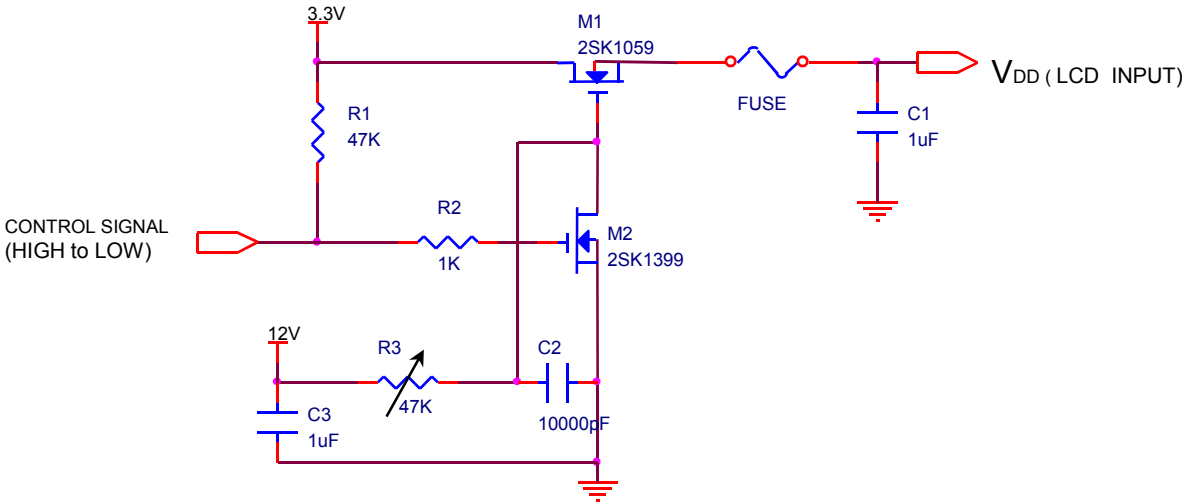 3.3V
M1
2SK1059
FUSE
VDD ( LCD INPUT)
R1
47K
C1
1uF
CONTROL SIGNAL
(HIGH to LOW)
R2
1K
M2
2SK1399
12V
R3
47K
C2
10000pF
C3
1uF